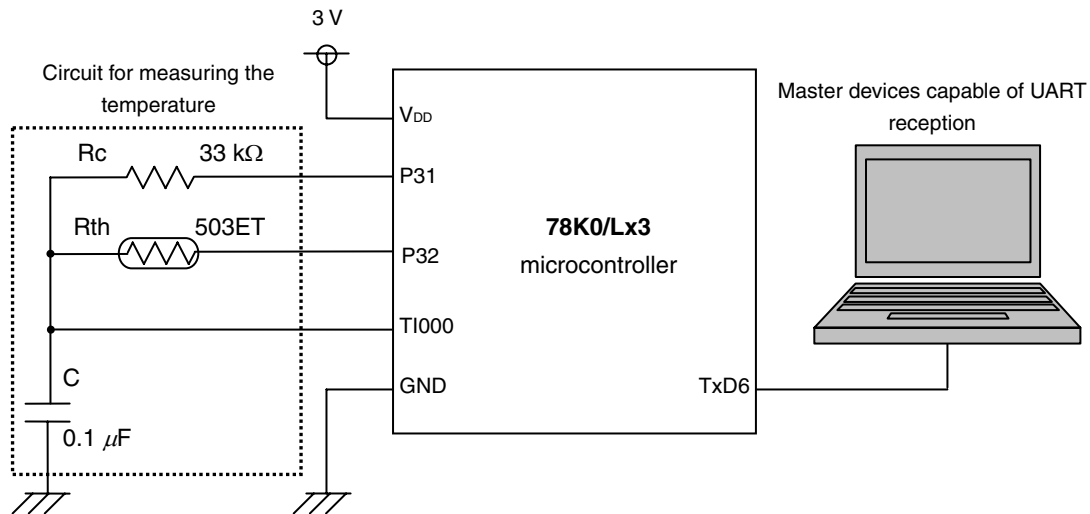 3 V
Circuit for measuring the
temperature
Master devices capable of UART
reception
VDD
Rc 33 kΩ
P31
Rth 503ET
P32
78K0/Lx3
microcontroller
TI000
C
0.1 μF
GND
TxD6